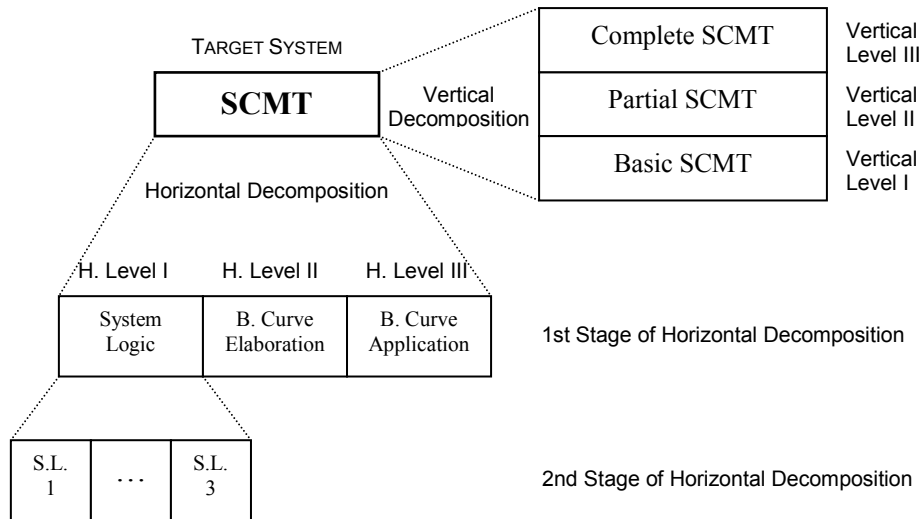 TARGET SYSTEM
SCMT
Vertical
Decomposition
Complete SCMT
Partial SCMT
Basic SCMT
Vertical
Level III
Vertical
Level II
Vertical
Level I
Horizontal Decomposition
H. Level I
H. Level II
H. Level III
System
Logic
B. Curve
Elaboration
B. Curve
Application
1st Stage of Horizontal Decomposition
S.L.
1
...
S.L.
3
2nd Stage of Horizontal Decomposition